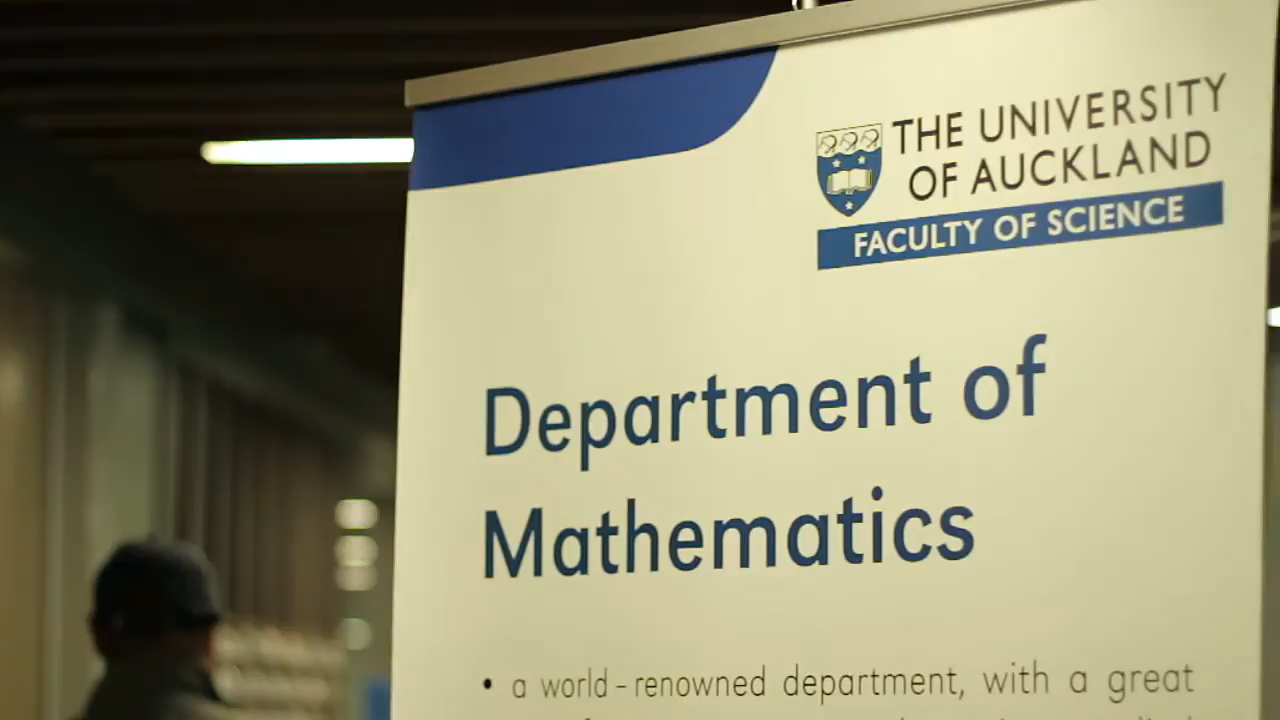 THE UNIVERSITY
OF AUCKLAND
FACULTY OF SCIENCE
Department of
Mathematics
• a world-renowned department, with a great